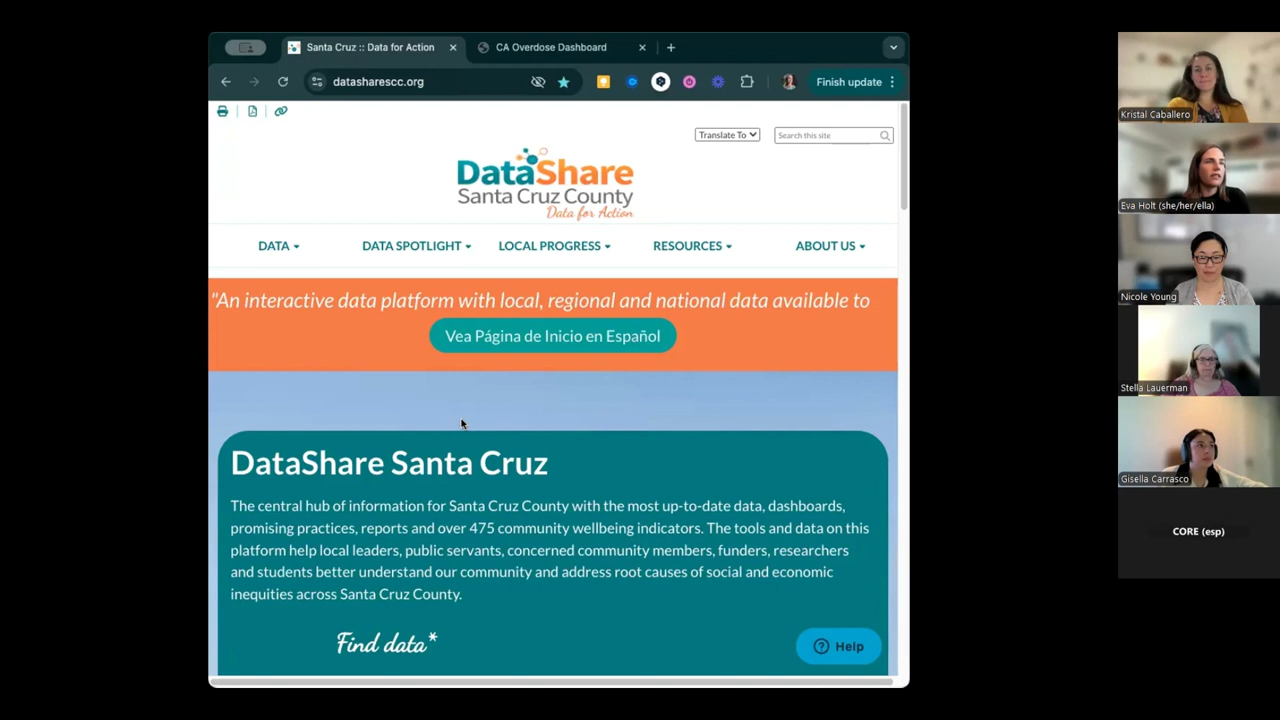 Santa Cruz :: Data for Action
CA Overdose Dashboard
datasharescc.org
Finish update
Translate To
Search this site
DataShare
Santa Cruz County
Data for Action
DATA
DATA SPOTLIGHT
LOCAL PROGRESS
RESOURCES
ABOUT US
"An interactive data platform with local, regional and national data available to
Vea Página de Inicio en Español
DataShare Santa Cruz
The central hub of information for Santa Cruz County with the most up-to-date data, dashboards,
promising practices, reports and over 475 community wellbeing indicators. The tools and data on this
platform help local leaders, public servants, concerned community members, funders, researchers
and students better understand our community and address root causes of social and economic
inequities across Santa Cruz County.
Find data*
Help
Kristal Caballero
Eva Holt (she/her/ella)
Nicole Young
Stella Lauerman
Gisella Carrasco
CORE (esp)